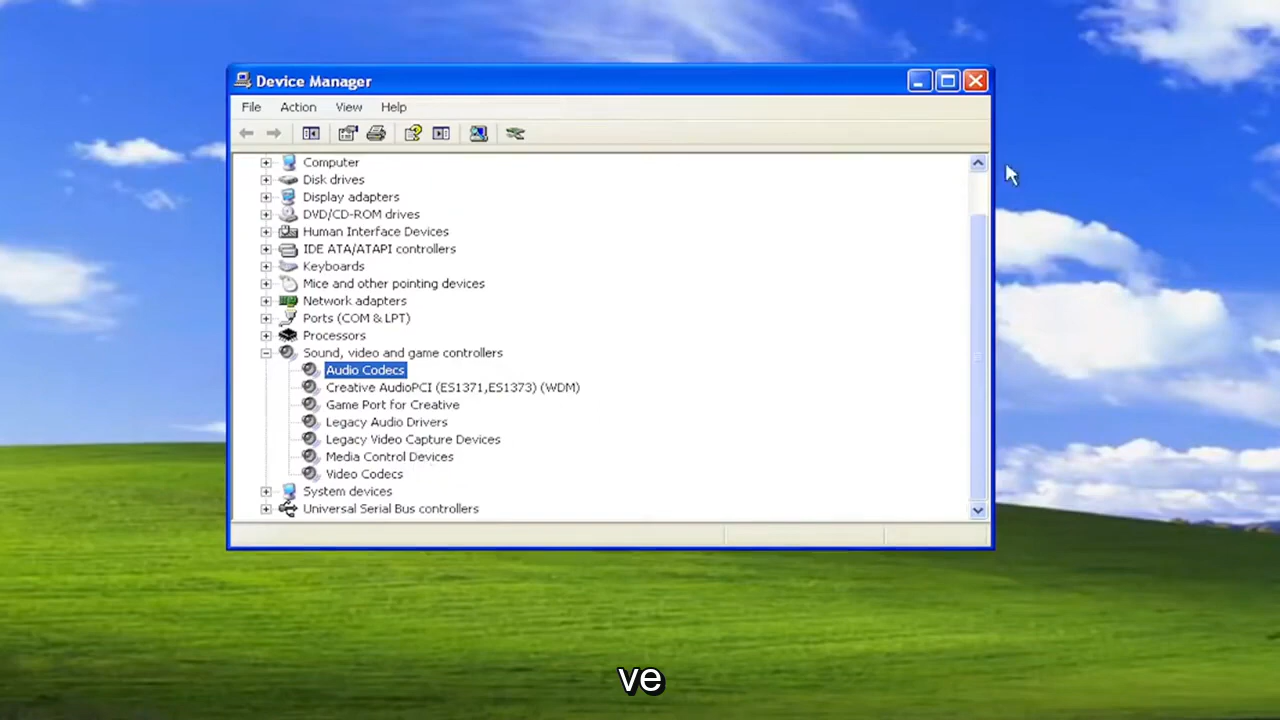 Device Manager
File Action View Help
Computer
Disk drives
Display adapters
DVD/CD-ROM drives
Human Interface Devices
IDE ATA/ATAPI controllers
Keyboards
Mice and other pointing devices
Network adapters
Ports (COM & LPT)
Processors
Sound, video and game controllers
Audio Codecs
Creative AudioPCI (ES1371,ES1373) (WDM)
Game Port for Creative
Legacy Audio Drivers
Legacy Video Capture Devices
Media Control Devices
Video Codecs
System devices
Universal Serial Bus controllers
ve